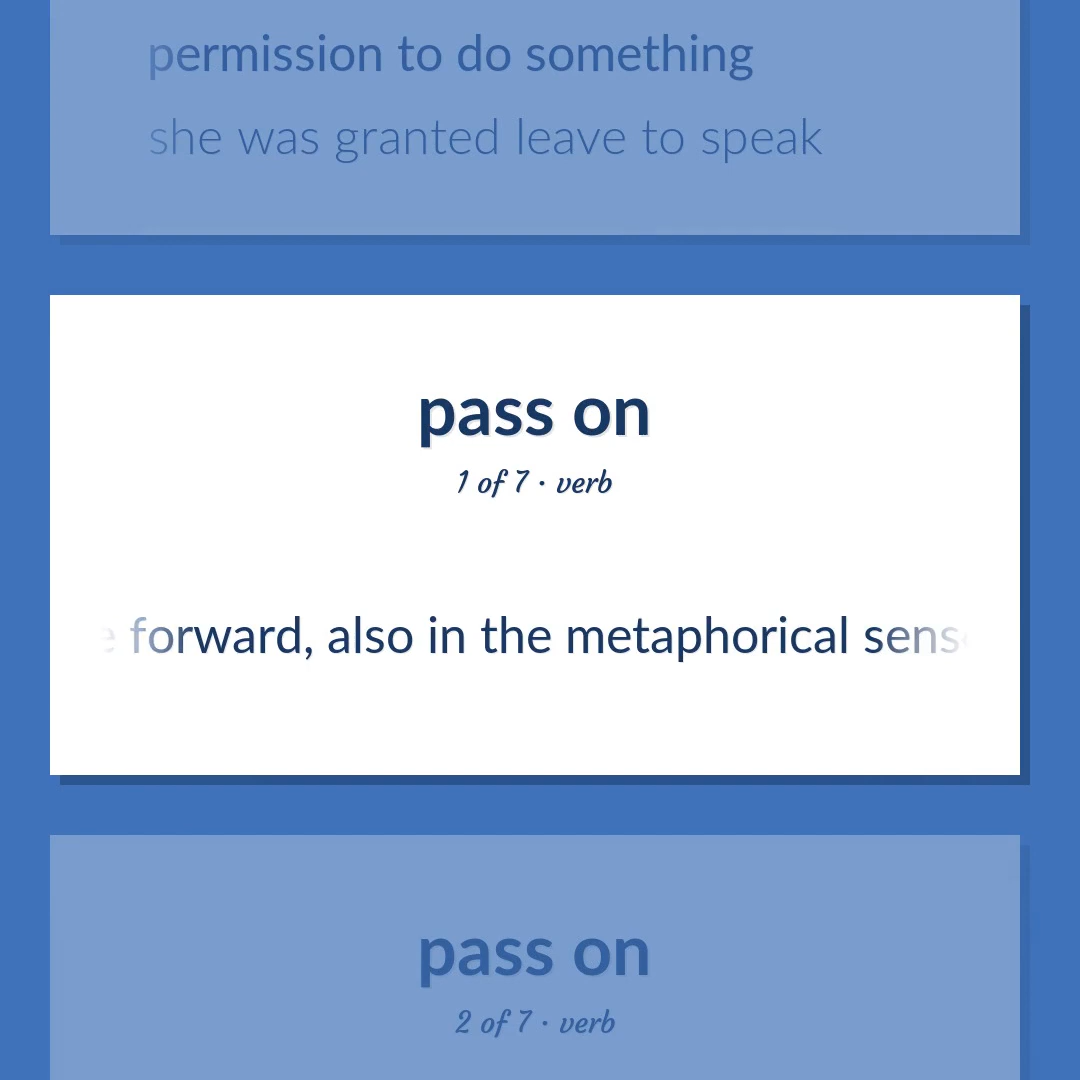 permission to do something
she was granted leave to speak
pass on
1 of 7 · verb
forward, also in the metaphorical sense
pass on
2 of 7 · verb